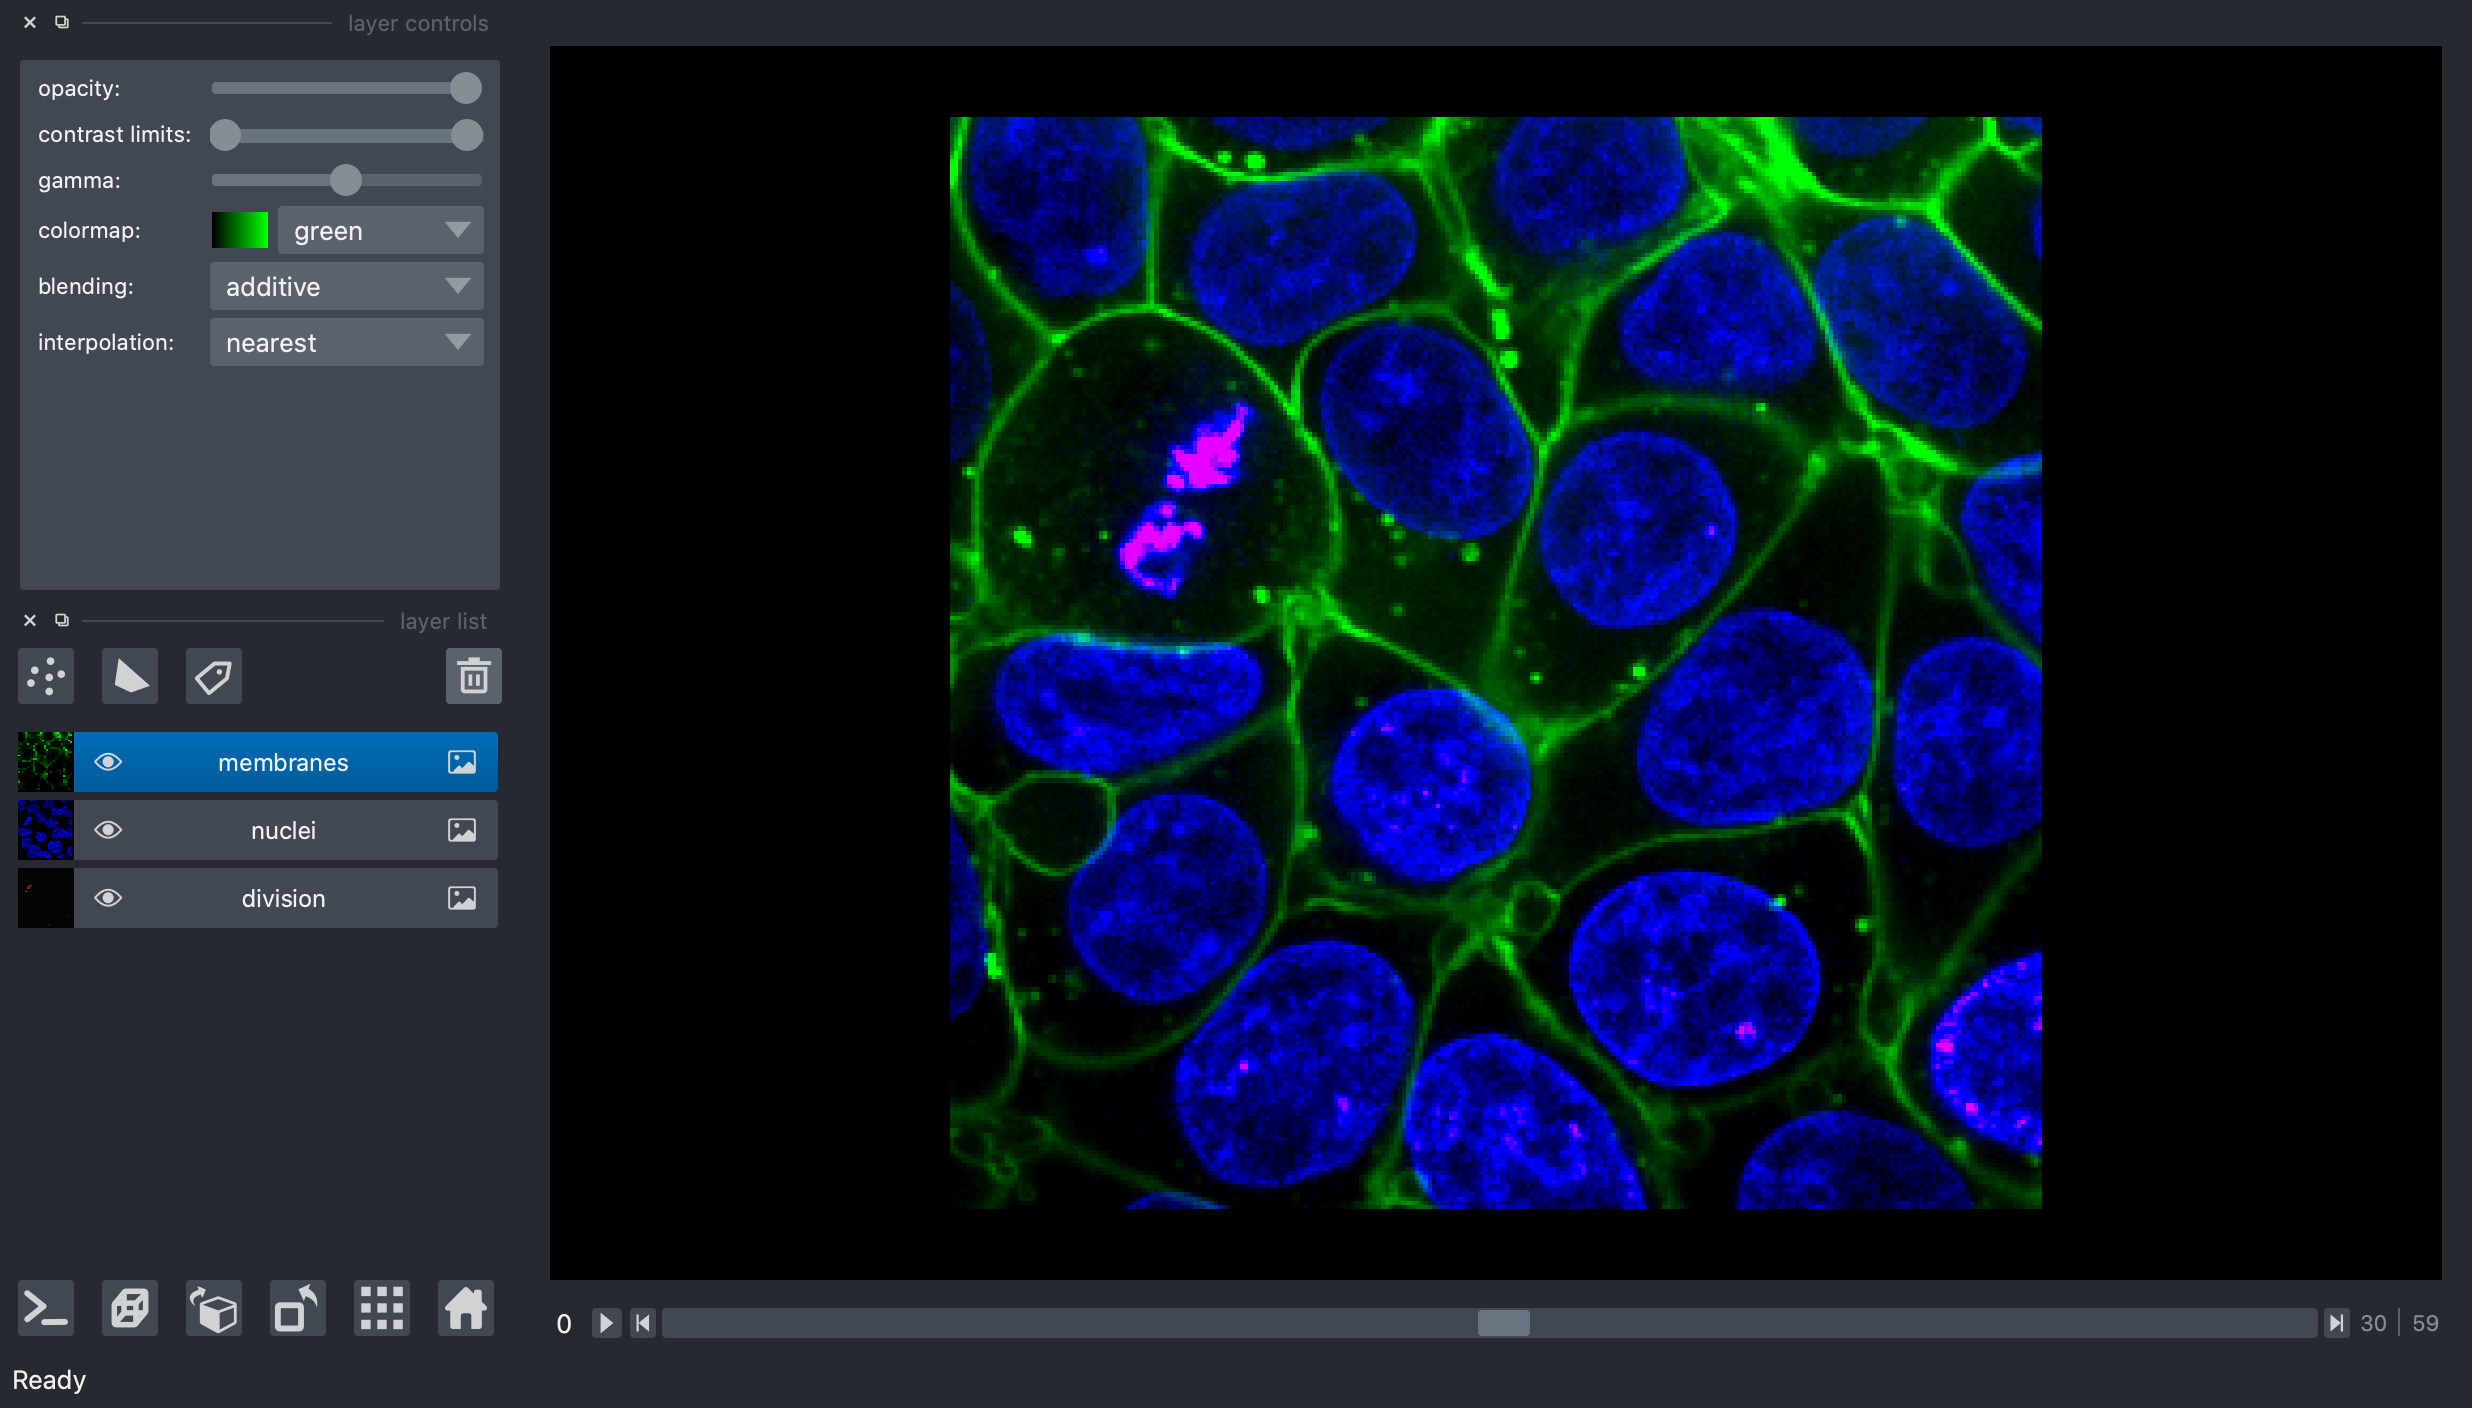 layer controls
opacity:
contrast limits:
gamma:
colormap: green
blending: additive
interpolation: nearest
layer list
membranes
nuclei
division
0 30 59
Ready